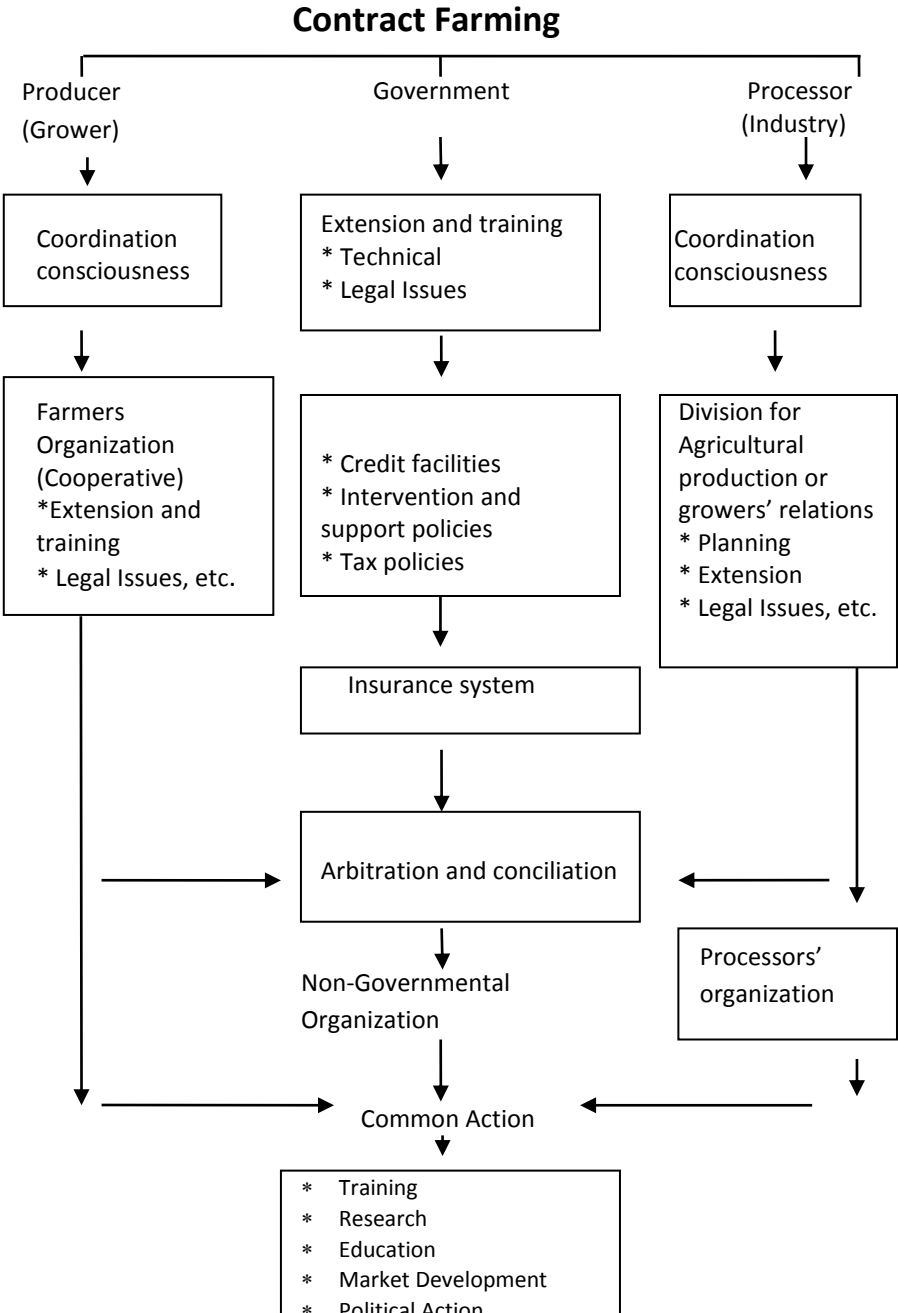 Contract Farming
Producer
(Grower)
Government
Processor
(Industry)
Coordination
consciousness
Extension and training
* Technical
* Legal Issues
Coordination
consciousness
Farmers
Organization
(Cooperative)
*Extension and
training
* Legal Issues, etc.
* Credit facilities
* Intervention and
support policies
* Tax policies
Division for
Agricultural
production or
growers’ relations
* Planning
* Extension
* Legal Issues, etc.
Insurance system
Arbitration and conciliation
Non-Governmental
Organization
Processors’
organization
Common Action
* Training
* Research
* Education
* Market Development
* Political Action